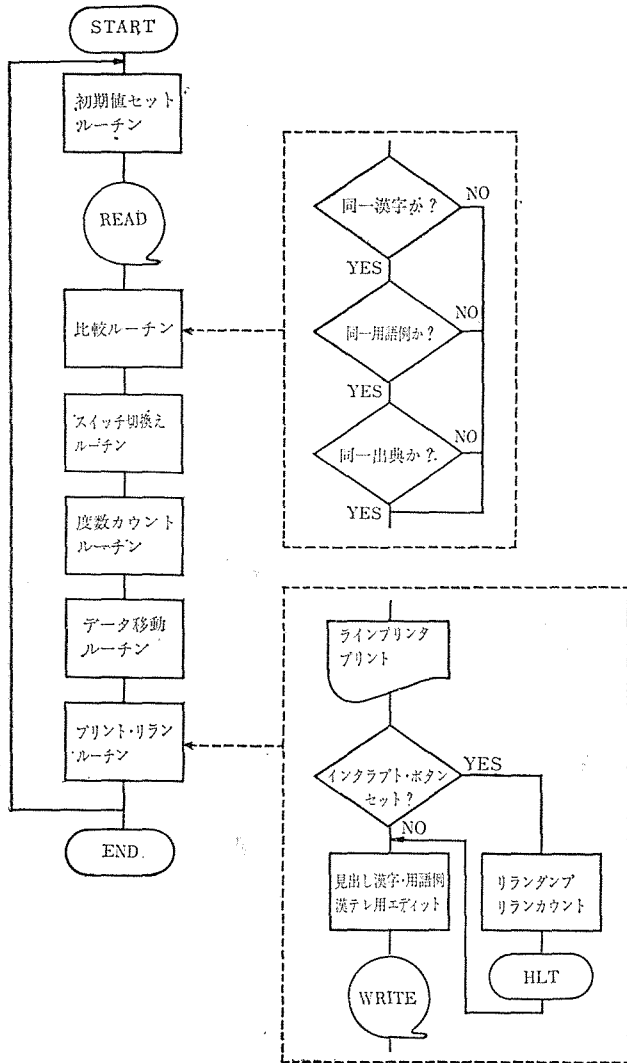 START
初期値セット
ルーチン
READ
比較ルーチン
スイッチ切換え
ルーチン
度数カウント
ルーチン
データ移動
ルーチン
プリント・リラン
ルーチン
END
同一漢字か?
NO
YES
同一用語例か?
NO
YES
同一出典か?
NO
YES
ラインプリンタ
プリント
インタラプト・ボタン
セット?
YES
NO
見出し漢字・用語例
漢テレ用エディット
リランダンプ
リランカウント
HLT
WRITE